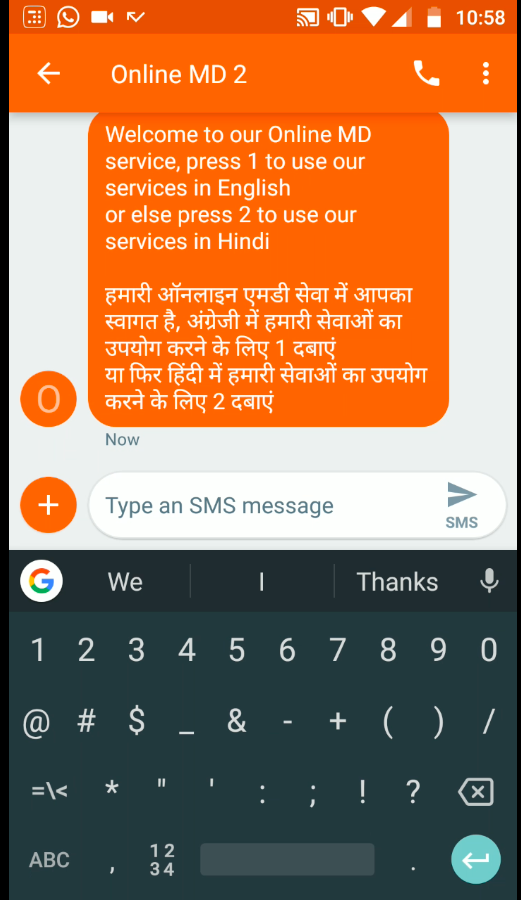 10:58
Online MD 2
Welcome to our Online MD
service, press 1 to use our
services in English
or else press 2 to use our
services in Hindi
हमारी ऑनलाइन एमडी सेवा में आपका
स्वागत है, अंग्रेजी में हमारी सेवाओं का
उपयोग करने के लिए 1 दबाएं
या फिर हिंदी में हमारी सेवाओं का उपयोग
करने के लिए 2 दबाएं
O
Now
+
Type an SMS message
SMS
G We I Thanks
1 2 3 4 5 6 7 8 9 0
@ # $ _ & - + ( ) /
=\< * " ' : ; ! ?
ABC , 12 34 .